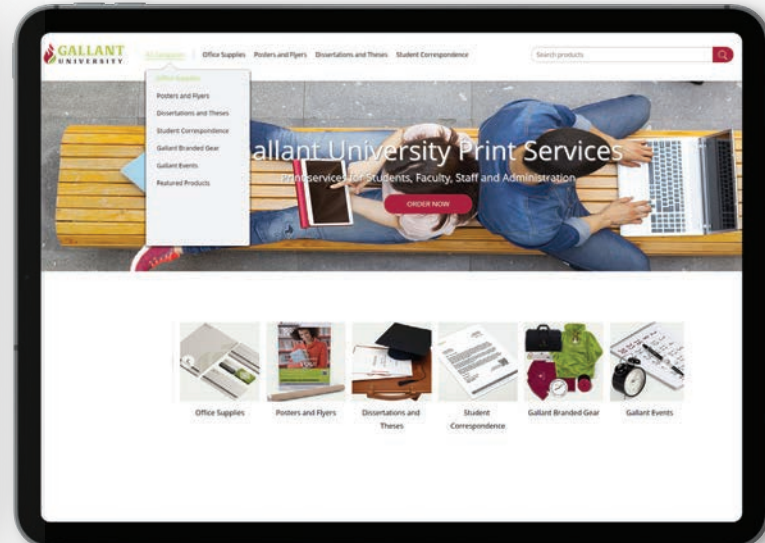 GALLANT
UNIVERSITY
All Categories
Office Supplies
Posters and Flyers
Dissertations and Theses
Student Correspondence
Search products
Office Supplies
Posters and Flyers
Dissertations and Theses
Student Correspondence
Gallant Branded Gear
Gallant Events
Featured Products
allant University Print Services
Print services for Students, Faculty, Staff and Administration
ORDER NOW
Office Supplies
Posters and Flyers
Dissertations and
Theses
Student
Correspondence
Gallant Branded Gear
Gallant Events